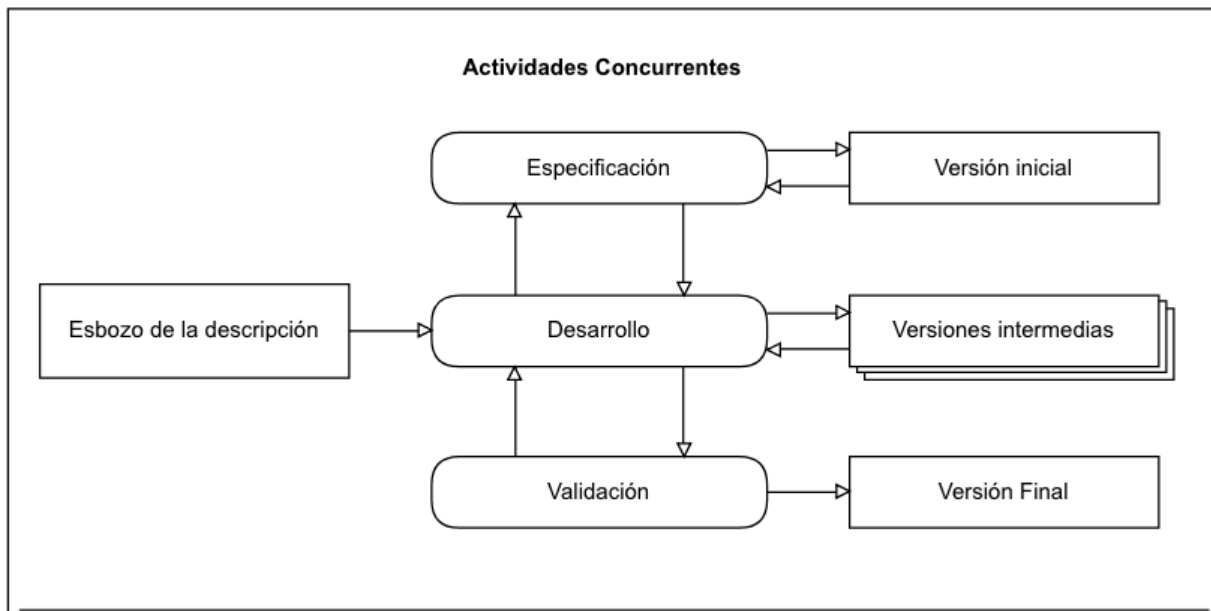 Actividades Concurrentes
Especificación
Versión inicial
Esbozo de la descripción
Desarrollo
Versiones intermedias
Validación
Versión Final